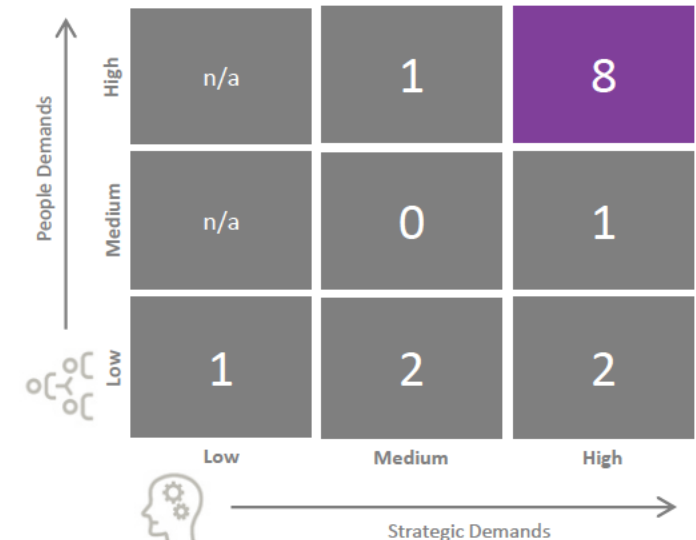 People Demands
High
n/a
1
8
Medium
n/a
0
1
Low
1
2
2
Low
Medium
High
Strategic Demands